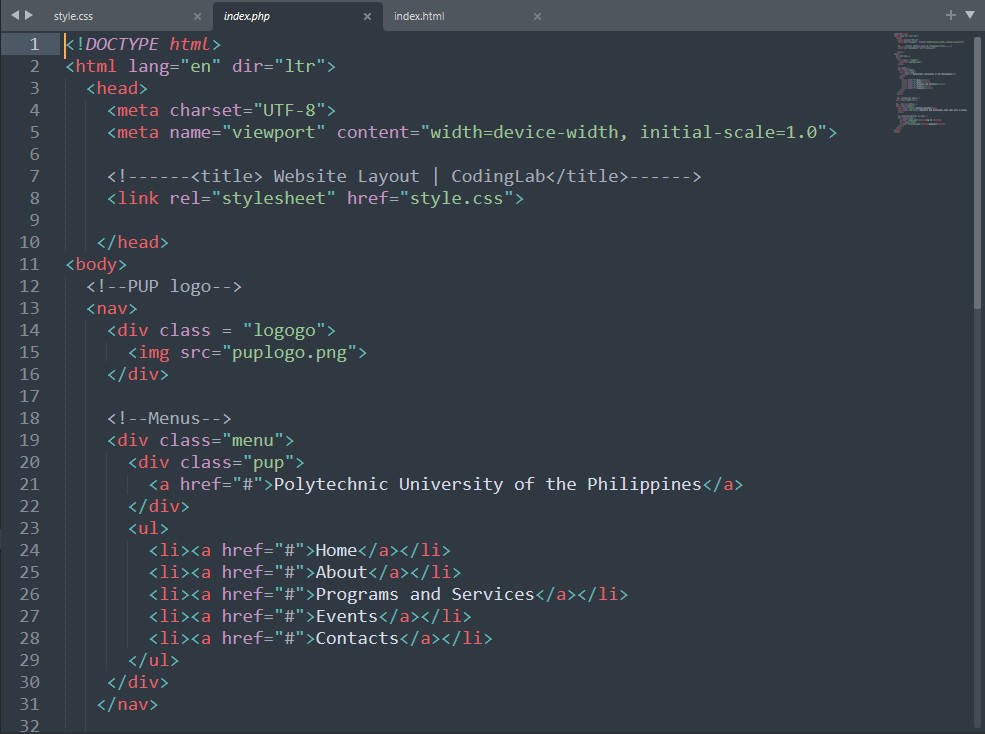 style.css × index.php × index.html × + ▼
1 <!DOCTYPE html>
2 <html lang="en" dir="ltr">
3 <head>
4 <meta charset="UTF-8">
5 <meta name="viewport" content="width=device-width, initial-scale=1.0">
6
7 <!------<title> Website Layout | CodingLab</title>------>
8 <link rel="stylesheet" href="style.css">
9
10 </head>
11 <body>
12 <!--PUP logo-->
13 <nav>
14 <div class = "logogo">
15 <img src="puplogo.png">
16 </div>
17
18 <!--Menus-->
19 <div class="menu">
20 <div class="pup">
21 <a href="#">Polytechnic University of the Philippines</a>
22 </div>
23 <ul>
24 <li><a href="#">Home</a></li>
25 <li><a href="#">About</a></li>
26 <li><a href="#">Programs and Services</a></li>
27 <li><a href="#">Events</a></li>
28 <li><a href="#">Contacts</a></li>
29 </ul>
30 </div>
31 </nav>
32